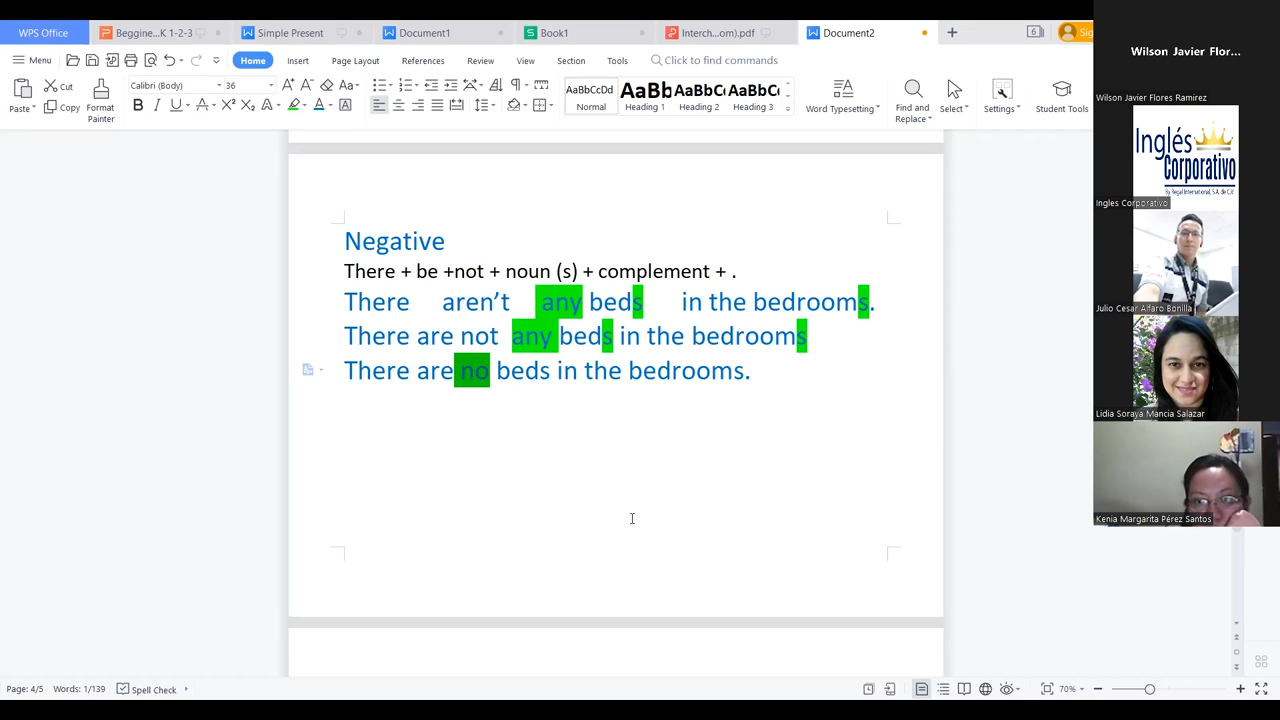 WPS Office
Beggine...K 1-2-3
Simple Present
Document1
Book1
Interch...om).pdf
Document2
6
Sig
Menu
Home
Insert
Page Layout
References
Review
View
Section
Tools
Click to find commands
Paste
Cut
Copy
Format Painter
Calibri (Body)
36
AaBbCcDd
Normal
AaBb
Heading 1
AaBbC
Heading 2
AaBbC
Heading 3
Word Typesetting
Find and Replace
Select
Settings
Student Tools
Negative
There + be +not + noun (s) + complement + .
There aren’t any beds in the bedrooms.
There are not any beds in the bedrooms
There are no beds in the bedrooms.
Page: 4/5
Words: 1/139
Spell Check
70%
Wilson Javier Flor...
Wilson Javier Flores Ramirez
Inglés
Corporativo
By Regal International, S.A. de C.V.
Ingles Corporativo
Julio Cesar Alfaro Bonilla
Lidia Soraya Mancia Salazar
Kenia Margarita Pérez Santos